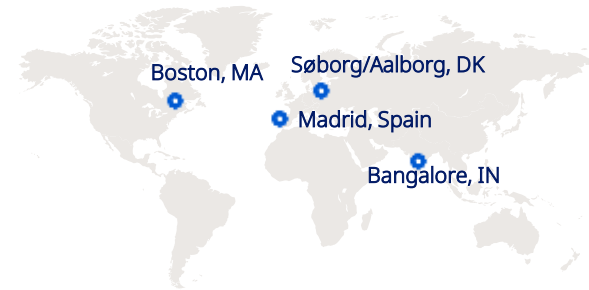 Søborg/Aalborg, DK
Boston, MA
Madrid, Spain
Bangalore, IN